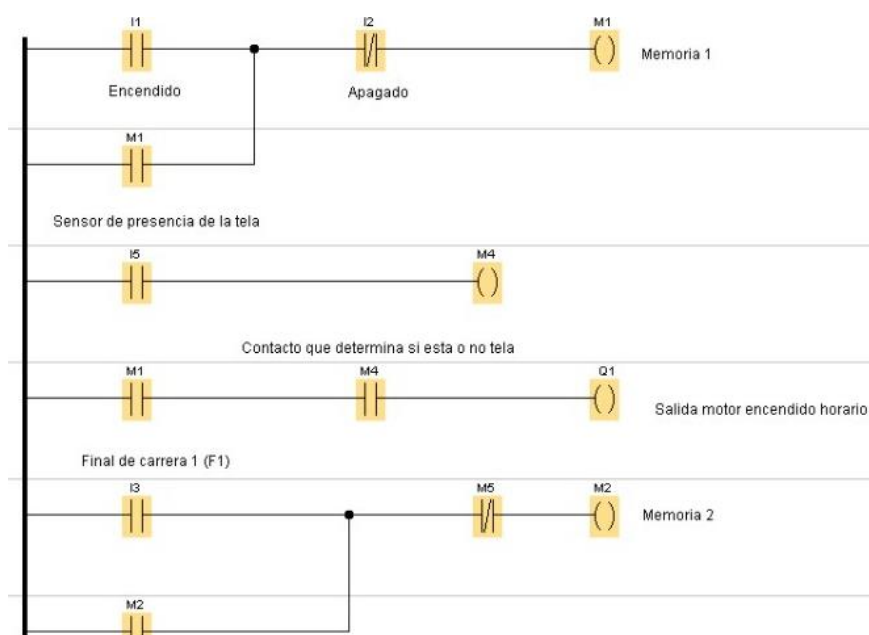 I1 I2 M1
Memoria 1
Encendido Apagado
M1
Sensor de presencia de la tela
I5 M4
Contacto que determina si esta o no tela
M1 M4 Q1
Salida motor encendido horario
Final de carrera 1 (F1)
I3 M5 M2
Memoria 2
M2